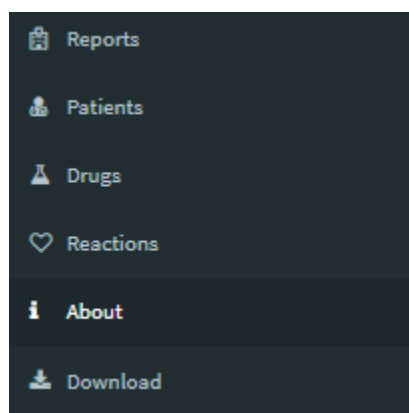 Reports
Patients
Drugs
Reactions
About
Download